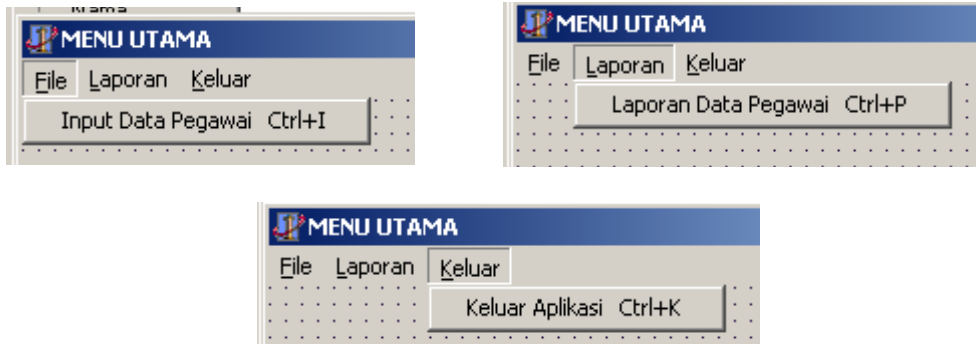 MENU UTAMA
File Laporan Keluar
Input Data Pegawai Ctrl+I
MENU UTAMA
File Laporan Keluar
Laporan Data Pegawai Ctrl+P
MENU UTAMA
File Laporan Keluar
Keluar Aplikasi Ctrl+K